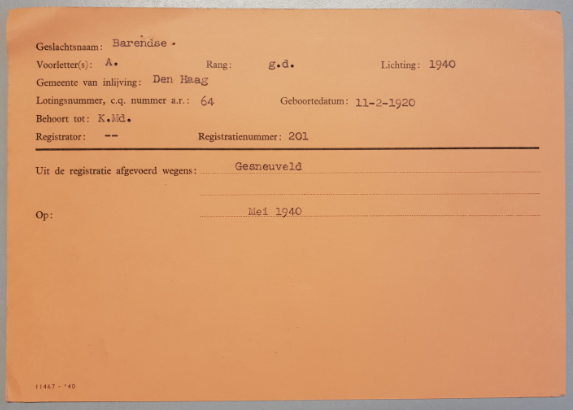 Geslachtsnaam: Barendse.
Voorletter(s): A. Rang: g.d. Lichting: 1940
Gemeente van inlijving: Den Haag
Lotingsnummer, c.q. nummer a.r.: 64 Geboortedatum: 11-2-1920
Behoort tot: K.Md.
Registrator: -- Registratienummer: 201
Uit de registratie afgevoerd wegens: Gesneuveld
Op: Mei 1940
11467 - '40